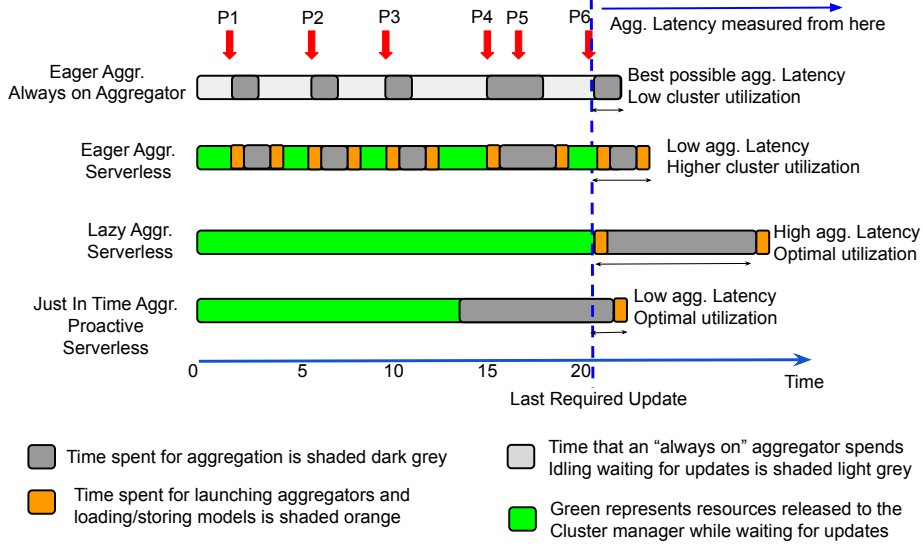 P1 P2 P3 P4 P5 P6
Agg. Latency measured from here
Eager Aggr.
Always on Aggregator
Best possible agg. Latency
Low cluster utilization
Eager Aggr.
Serverless
Low agg. Latency
Higher cluster utilization
Lazy Aggr.
Serverless
High agg. Latency
Optimal utilization
Just In Time Aggr.
Proactive
Serverless
Low agg. Latency
Optimal utilization
0 5 10 15 20
Time
Last Required Update
Time spent for aggregation is shaded dark grey
Time that an “always on” aggregator spends
Idling waiting for updates is shaded light grey
Time spent for launching aggregators and
loading/storing models is shaded orange
Green represents resources released to the
Cluster manager while waiting for updates